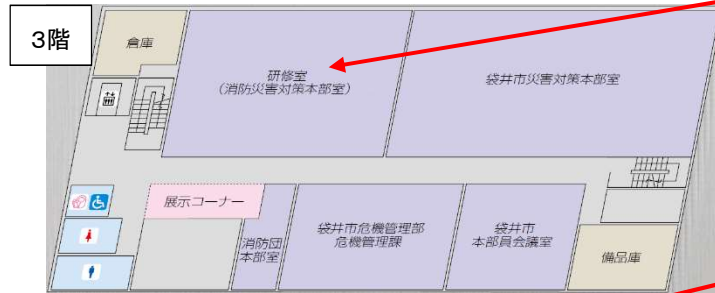 3階
倉庫
研修室
(消防災害対策本部室)
袋井市災害対策本部室
展示コーナー
消防団
本部室
袋井市危機管理部
危機管理課
袋井市
本部員会議室
備品庫